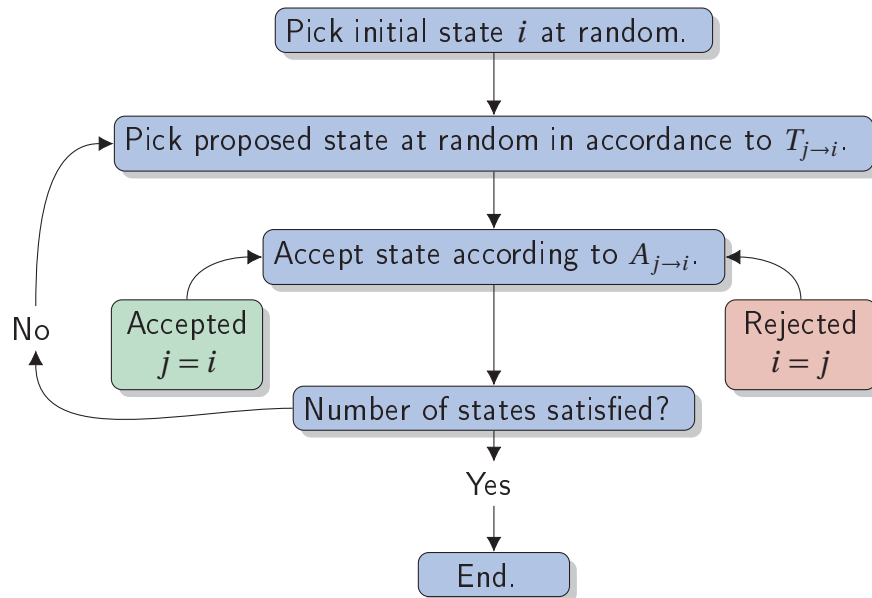 Pick initial state i at random.
Pick proposed state at random in accordance to T_{j→i}.
Accept state according to A_{j→i}.
No
Accepted
j = i
Rejected
i = j
Number of states satisfied?
Yes
End.